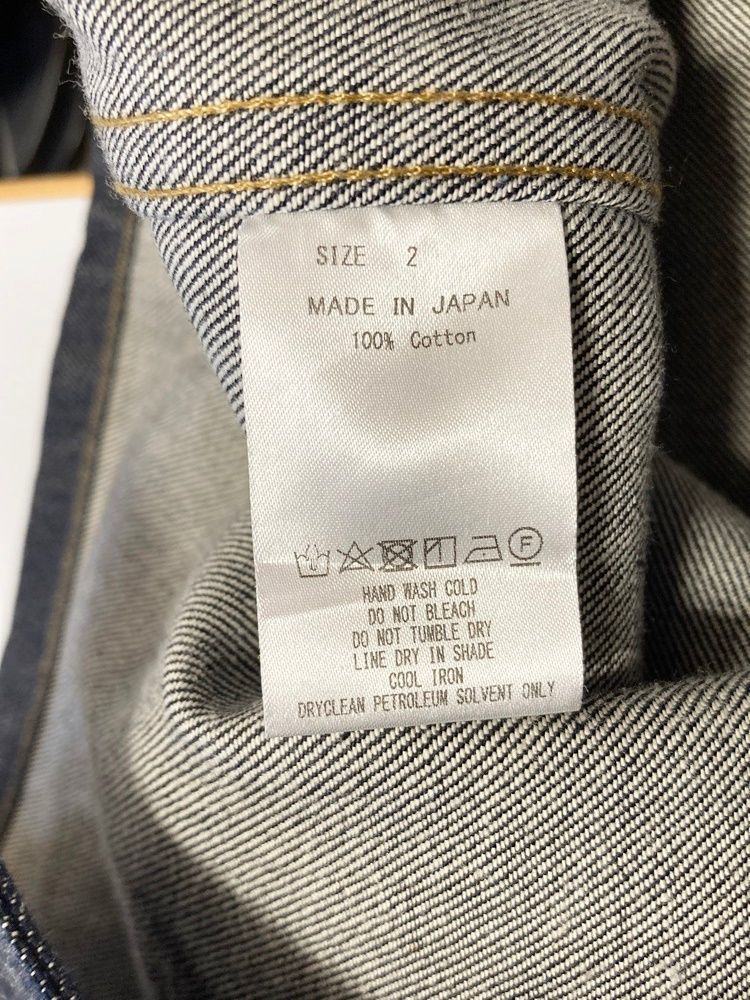 SIZE 2
MADE IN JAPAN
100% Cotton
F
HAND WASH COLD
DO NOT BLEACH
DO NOT TUMBLE DRY
LINE DRY IN SHADE
COOL IRON
DRYCLEAN PETROLEUM SOLVENT ONLY